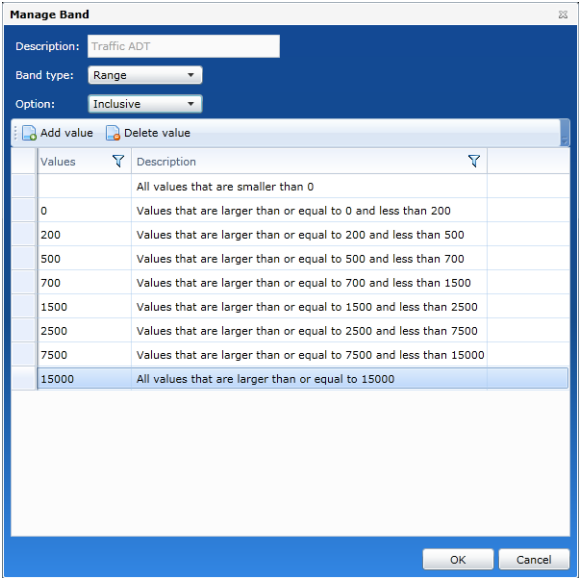 Manage Band
Description: Traffic ADT
Band type: Range
Option: Inclusive
Add value Delete value
Values Description
All values that are smaller than 0
0 Values that are larger than or equal to 0 and less than 200
200 Values that are larger than or equal to 200 and less than 500
500 Values that are larger than or equal to 500 and less than 700
700 Values that are larger than or equal to 700 and less than 1500
1500 Values that are larger than or equal to 1500 and less than 2500
2500 Values that are larger than or equal to 2500 and less than 7500
7500 Values that are larger than or equal to 7500 and less than 15000
15000 All values that are larger than or equal to 15000
OK Cancel